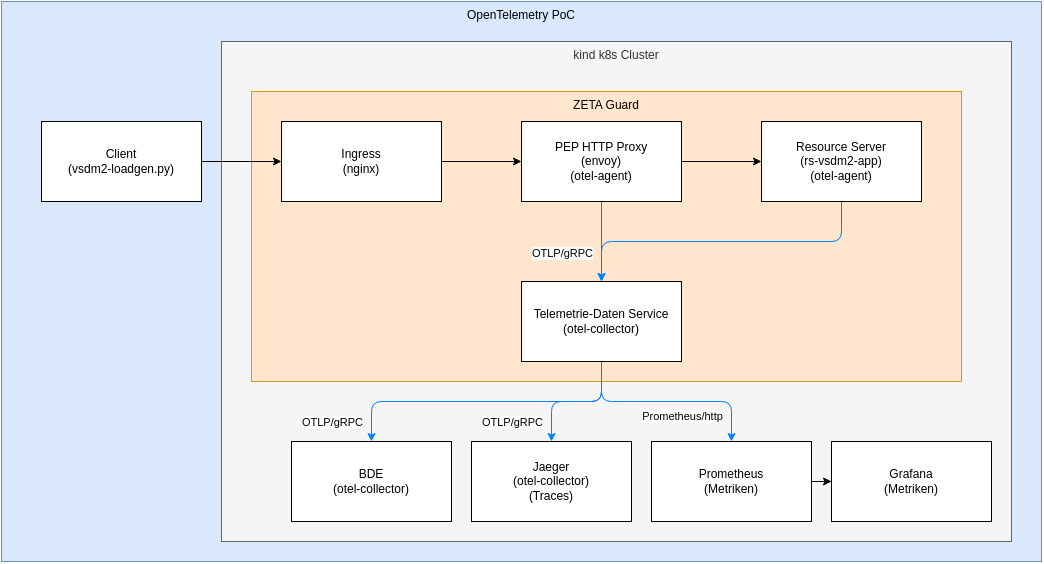 OpenTelemetry PoC
kind k8s Cluster
ZETA Guard
Client
(vsdm2-loadgen.py)
Ingress
(nginx)
PEP HTTP Proxy
(envoy)
(otel-agent)
Resource Server
(rs-vsdm2-app)
(otel-agent)
OTLP/gRPC
Telemetrie-Daten Service
(otel-collector)
OTLP/gRPC
OTLP/gRPC
Prometheus/http
BDE
(otel-collector)
Jaeger
(otel-collector)
(Traces)
Prometheus
(Metriken)
Grafana
(Metriken)